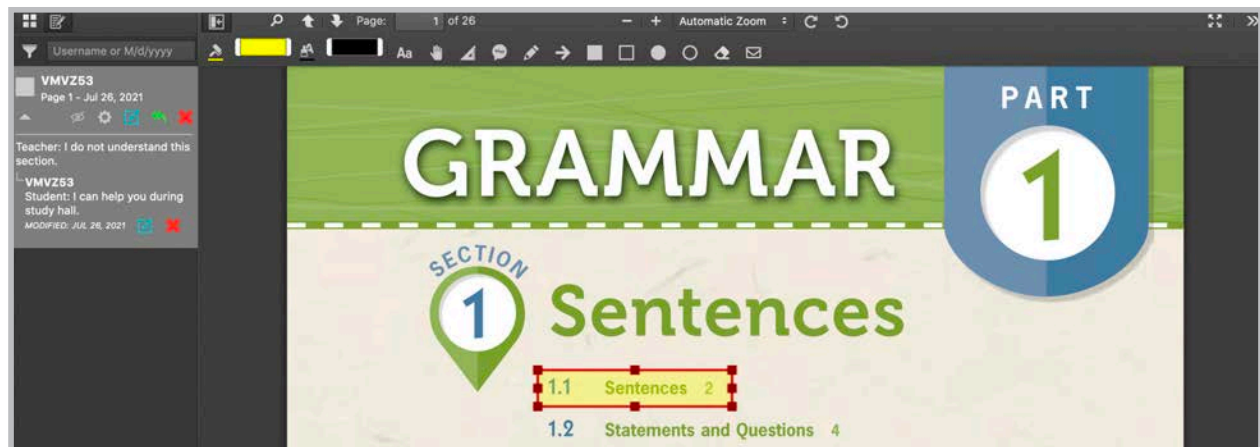 Page: 1 of 26
Automatic Zoom
Username or M/d/yyyy
Aa
VMVZ53
Page 1 - Jul 26, 2021
Teacher: I do not understand this
section.
VMVZ53
Student: I can help you during
study hall.
MODIFIED: JUL 26, 2021
GRAMMAR
PART
1
SECTION
1
Sentences
1.1 Sentences 2
1.2 Statements and Questions 4